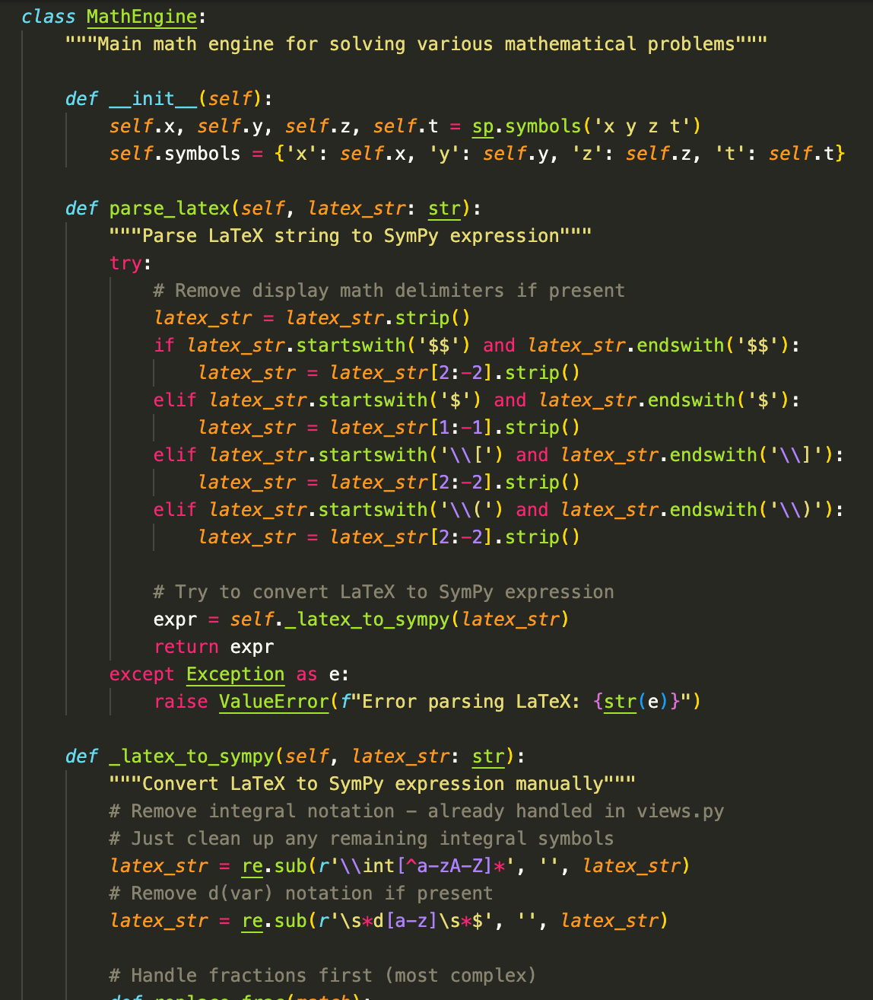 class MathEngine:
    """Main math engine for solving various mathematical problems"""

    def __init__(self):
        self.x, self.y, self.z, self.t = sp.symbols('x y z t')
        self.symbols = {'x': self.x, 'y': self.y, 'z': self.z, 't': self.t}

    def parse_latex(self, latex_str: str):
        """Parse LaTeX string to SymPy expression"""
        try:
            # Remove display math delimiters if present
            latex_str = latex_str.strip()
            if latex_str.startswith('$$') and latex_str.endswith('$$'):
                latex_str = latex_str[2:-2].strip()
            elif latex_str.startswith('$') and latex_str.endswith('$'):
                latex_str = latex_str[1:-1].strip()
            elif latex_str.startswith('\\[') and latex_str.endswith('\\]'):
                latex_str = latex_str[2:-2].strip()
            elif latex_str.startswith('\\(') and latex_str.endswith('\\)'):
                latex_str = latex_str[2:-2].strip()

            # Try to convert LaTeX to SymPy expression
            expr = self._latex_to_sympy(latex_str)
            return expr
        except Exception as e:
            raise ValueError(f"Error parsing LaTeX: {str(e)}")

    def _latex_to_sympy(self, latex_str: str):
        """Convert LaTeX to SymPy expression manually"""
        # Remove integral notation - already handled in views.py
        # Just clean up any remaining integral symbols
        latex_str = re.sub(r'\\int[^a-zA-Z]*', '', latex_str)
        # Remove d(var) notation if present
        latex_str = re.sub(r'\s*d[a-z]\s*$', '', latex_str)

        # Handle fractions first (most complex)
        def replace_frac(match):